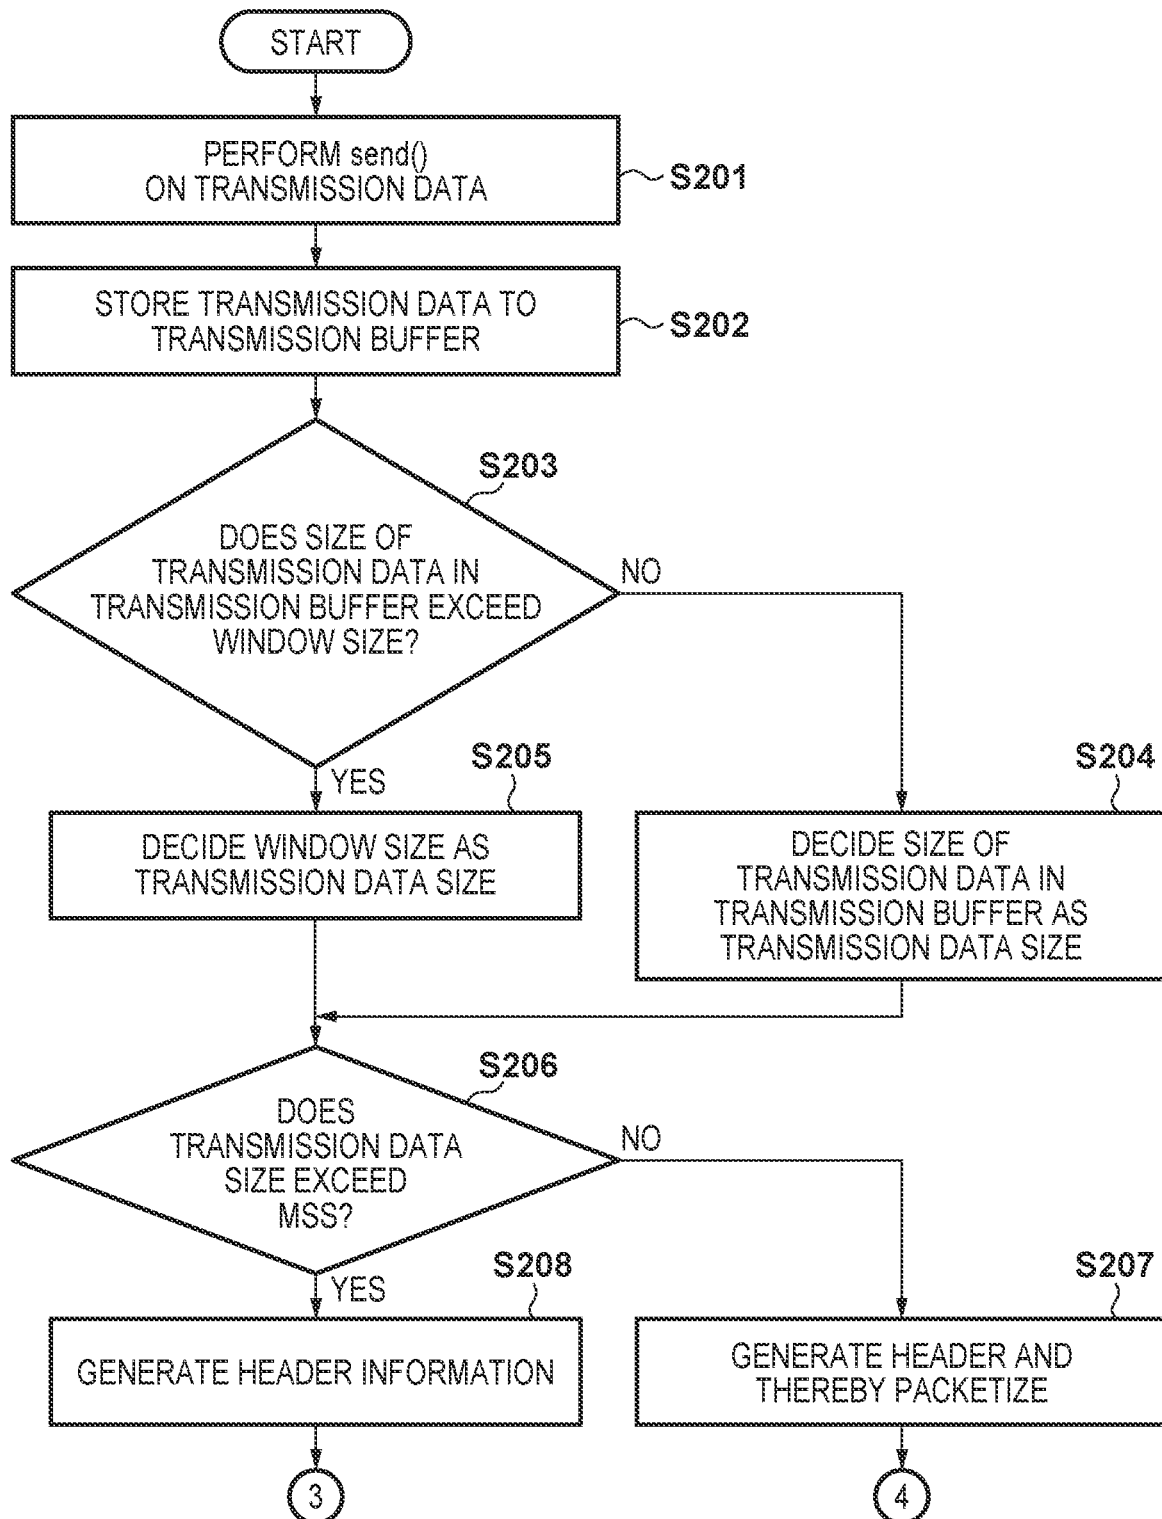 START
PERFORM send()
ON TRANSMISSION DATA
S201
STORE TRANSMISSION DATA TO
TRANSMISSION BUFFER
S202
S203
DOES SIZE OF
TRANSMISSION DATA IN
TRANSMISSION BUFFER EXCEED
WINDOW SIZE?
NO
YES
S205
DECIDE WINDOW SIZE AS
TRANSMISSION DATA SIZE
S204
DECIDE SIZE OF
TRANSMISSION DATA IN
TRANSMISSION BUFFER AS
TRANSMISSION DATA SIZE
S206
DOES
TRANSMISSION DATA
SIZE EXCEED
MSS?
NO
YES
S208
GENERATE HEADER INFORMATION
S207
GENERATE HEADER AND
THEREBY PACKETIZE
3
4